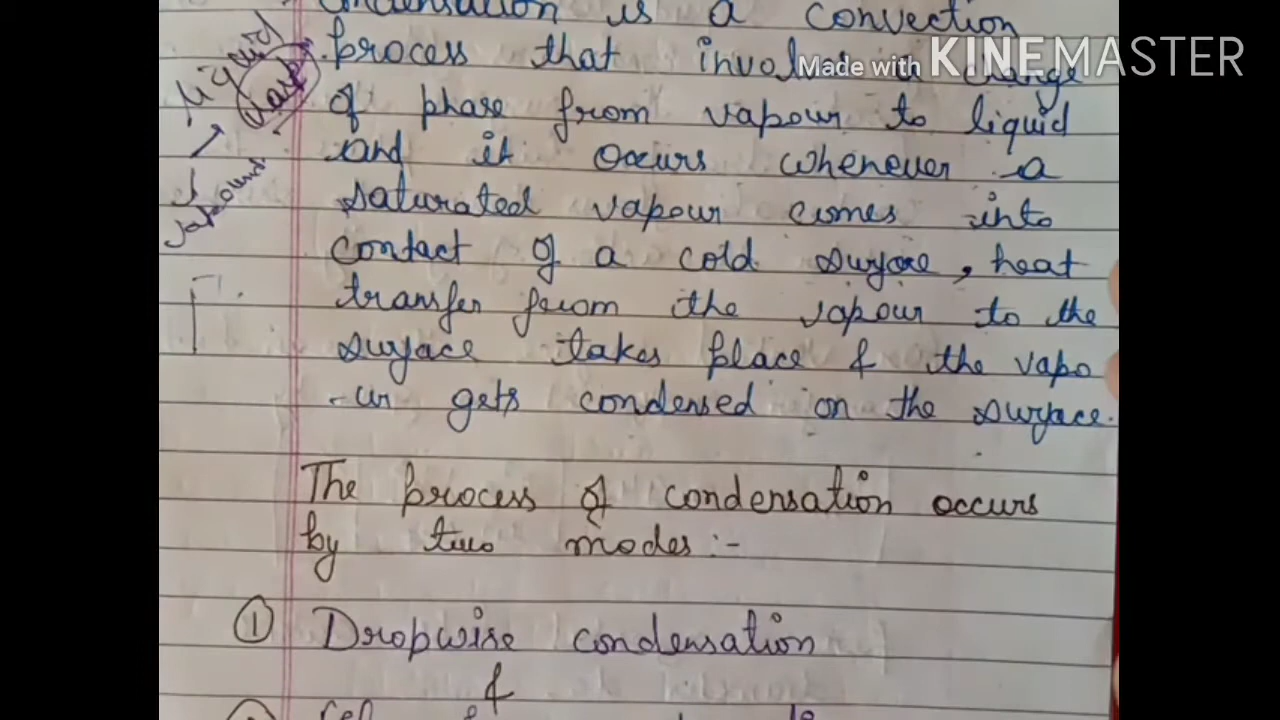 condensation is a convection
process that involves a change
of phase from vapour to liquid
and it occurs whenever a
saturated vapour comes into
contact of a cold surface, heat
transfer from the vapour to the
surface takes place & the vapo
-ur gets condensed on the surface.
The process of condensation occurs
by two modes :-
① Dropwise condensation
&
Liquid
Made with KINEMASTER